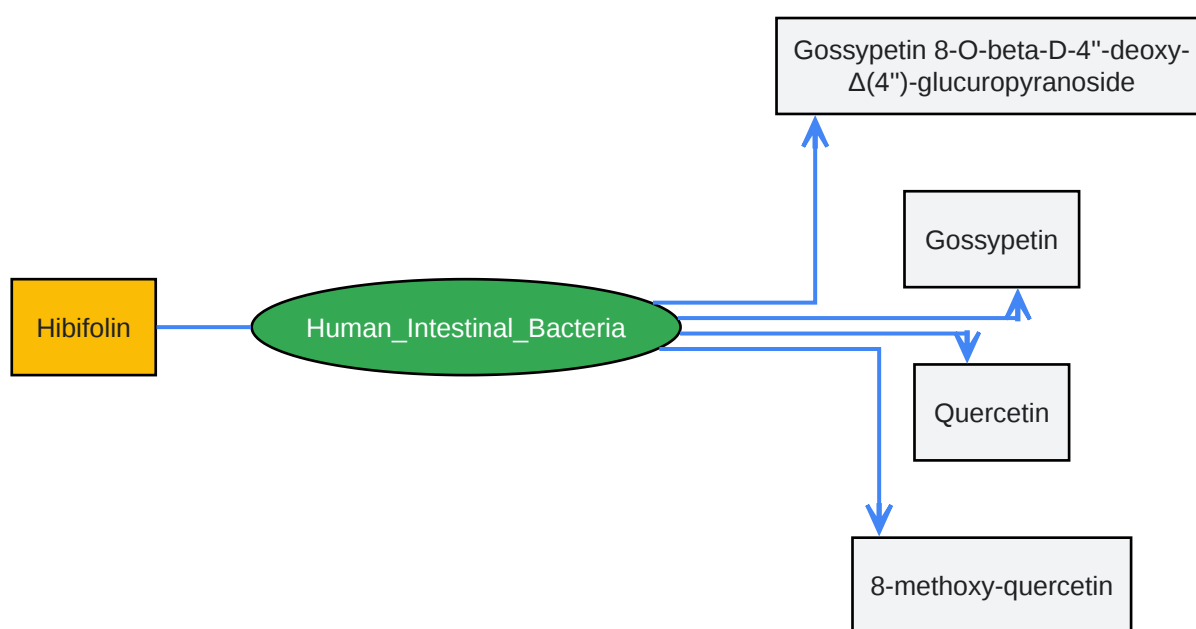 Gossypetin 8-O-beta-D-4"-deoxy-
Δ(4")-glucuropyranoside
Gossypetin
Hibifolin
Human_Intestinal_Bacteria
Quercetin
8-methoxy-quercetin